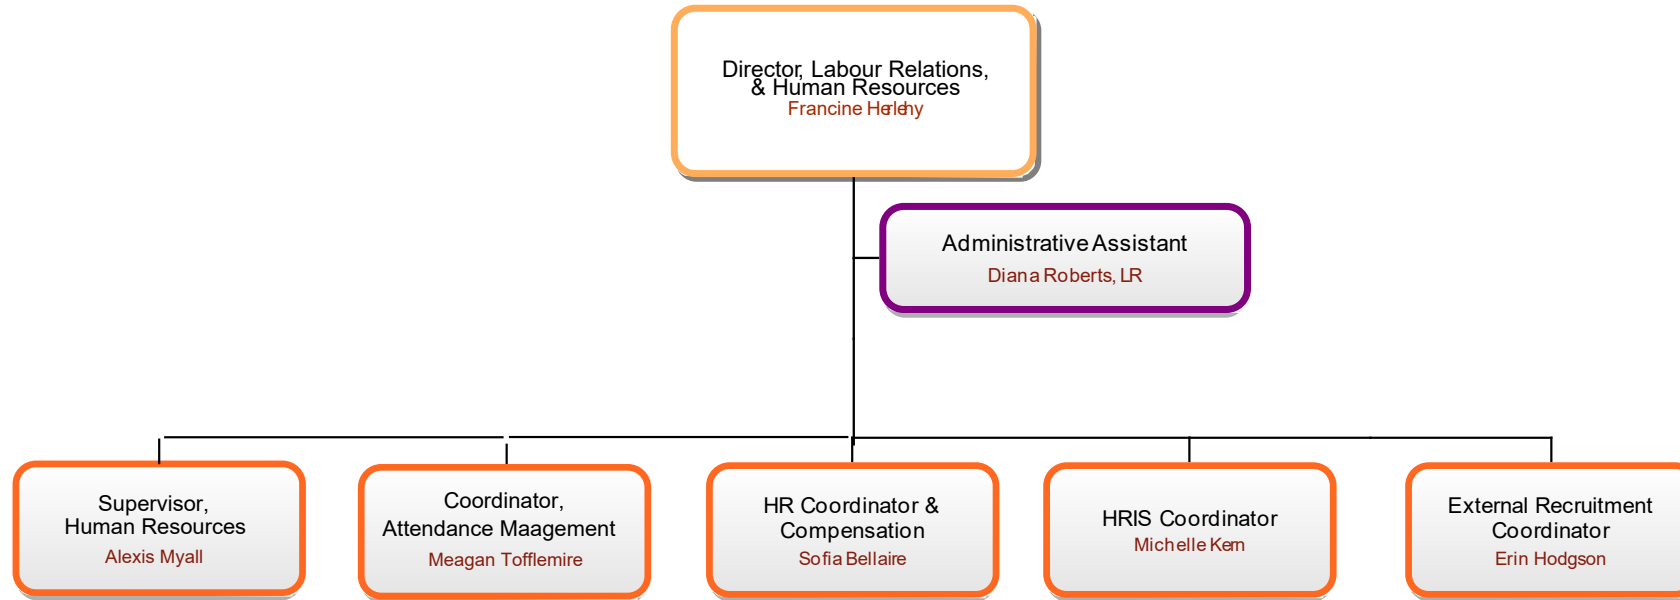 Director, Labour Relations,
& Human Resources
Francine Herlehy
Administrative Assistant
Diana Roberts, LR
Supervisor,
Human Resources
Alexis Myall
Coordinator,
Attendance Maagement
Meagan Tofflemire
HR Coordinator &
Compensation
Sofia Bellaire
HRIS Coordinator
Michelle Kern
External Recruitment
Coordinator
Erin Hodgson